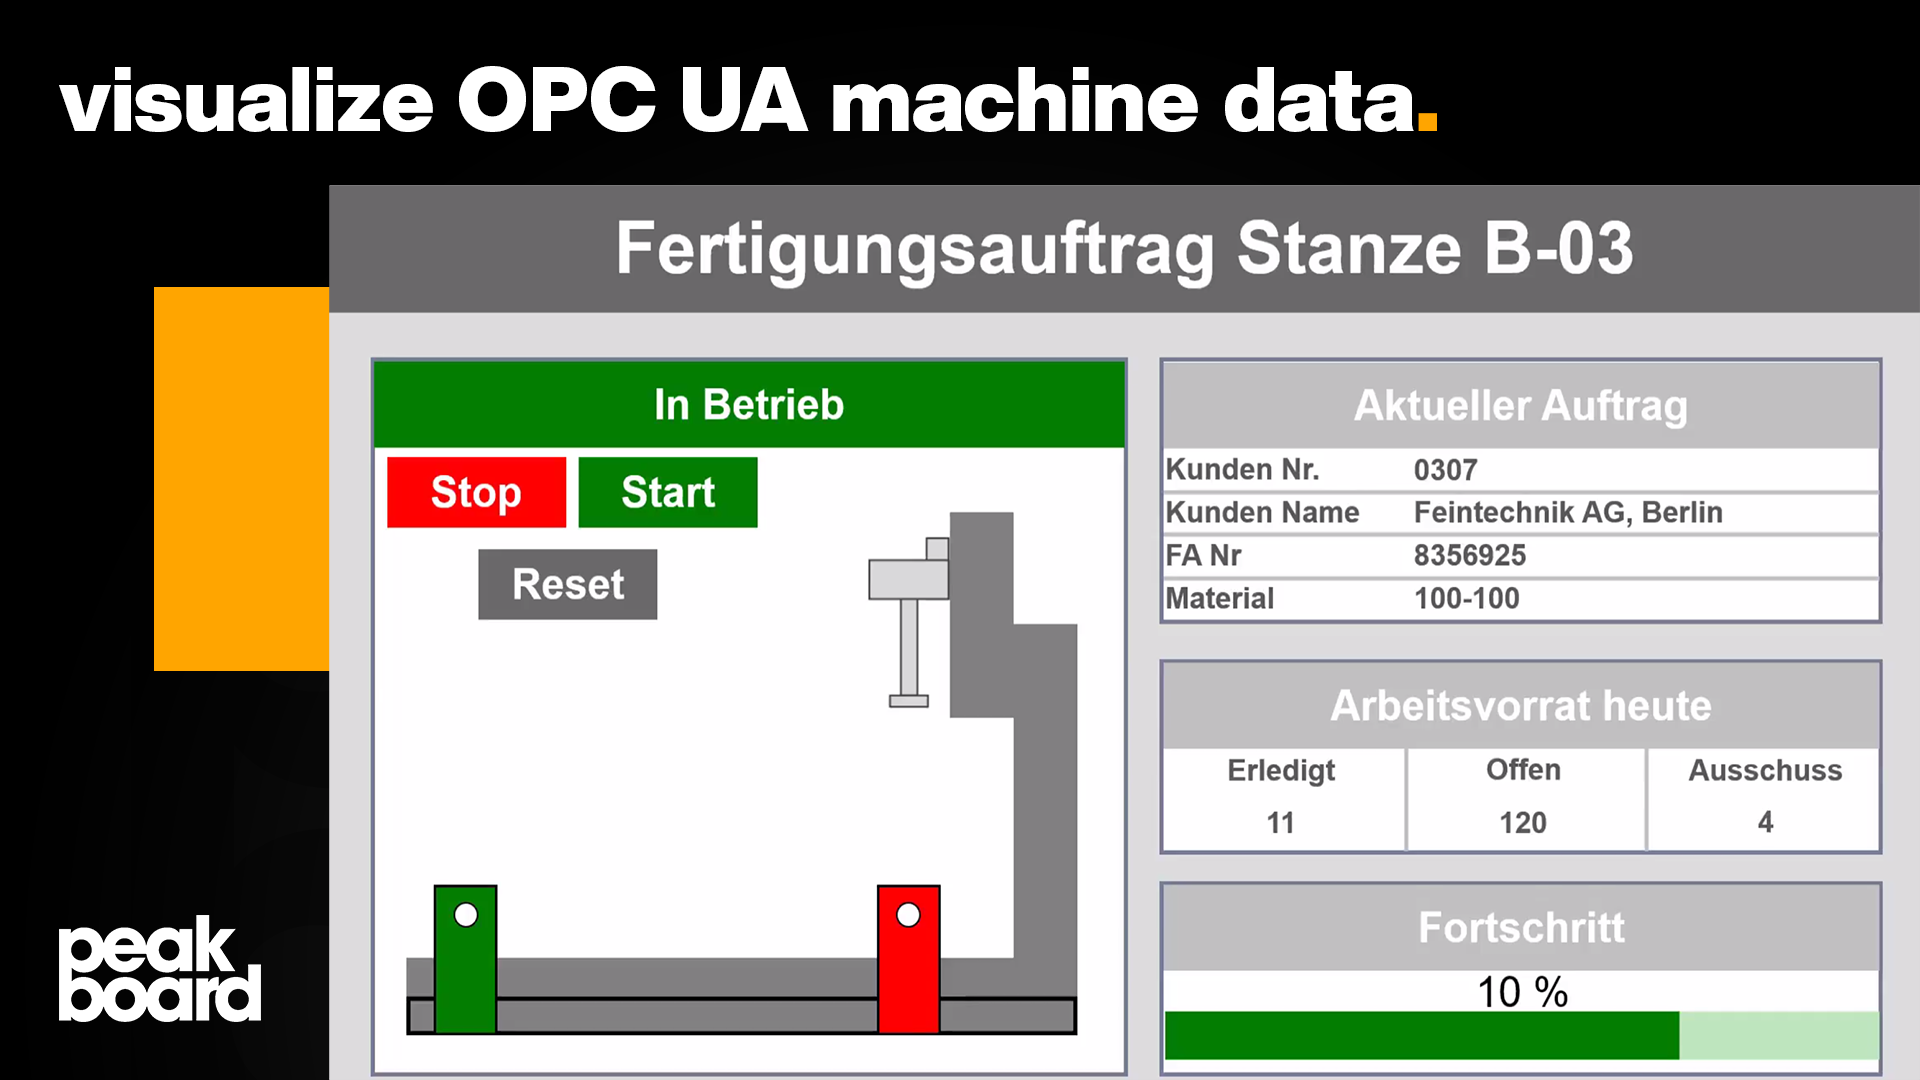 visualize OPC UA machine data.
Fertigungsauftrag Stanze B-03
In Betrieb
Stop
Start
Reset
Aktueller Auftrag
Kunden Nr. 0307
Kunden Name Feintechnik AG, Berlin
FA Nr 8356925
Material 100-100
Arbeitsvorrat heute
Erledigt Offen Ausschuss
11 120 4
Fortschritt
10 %
peak
board